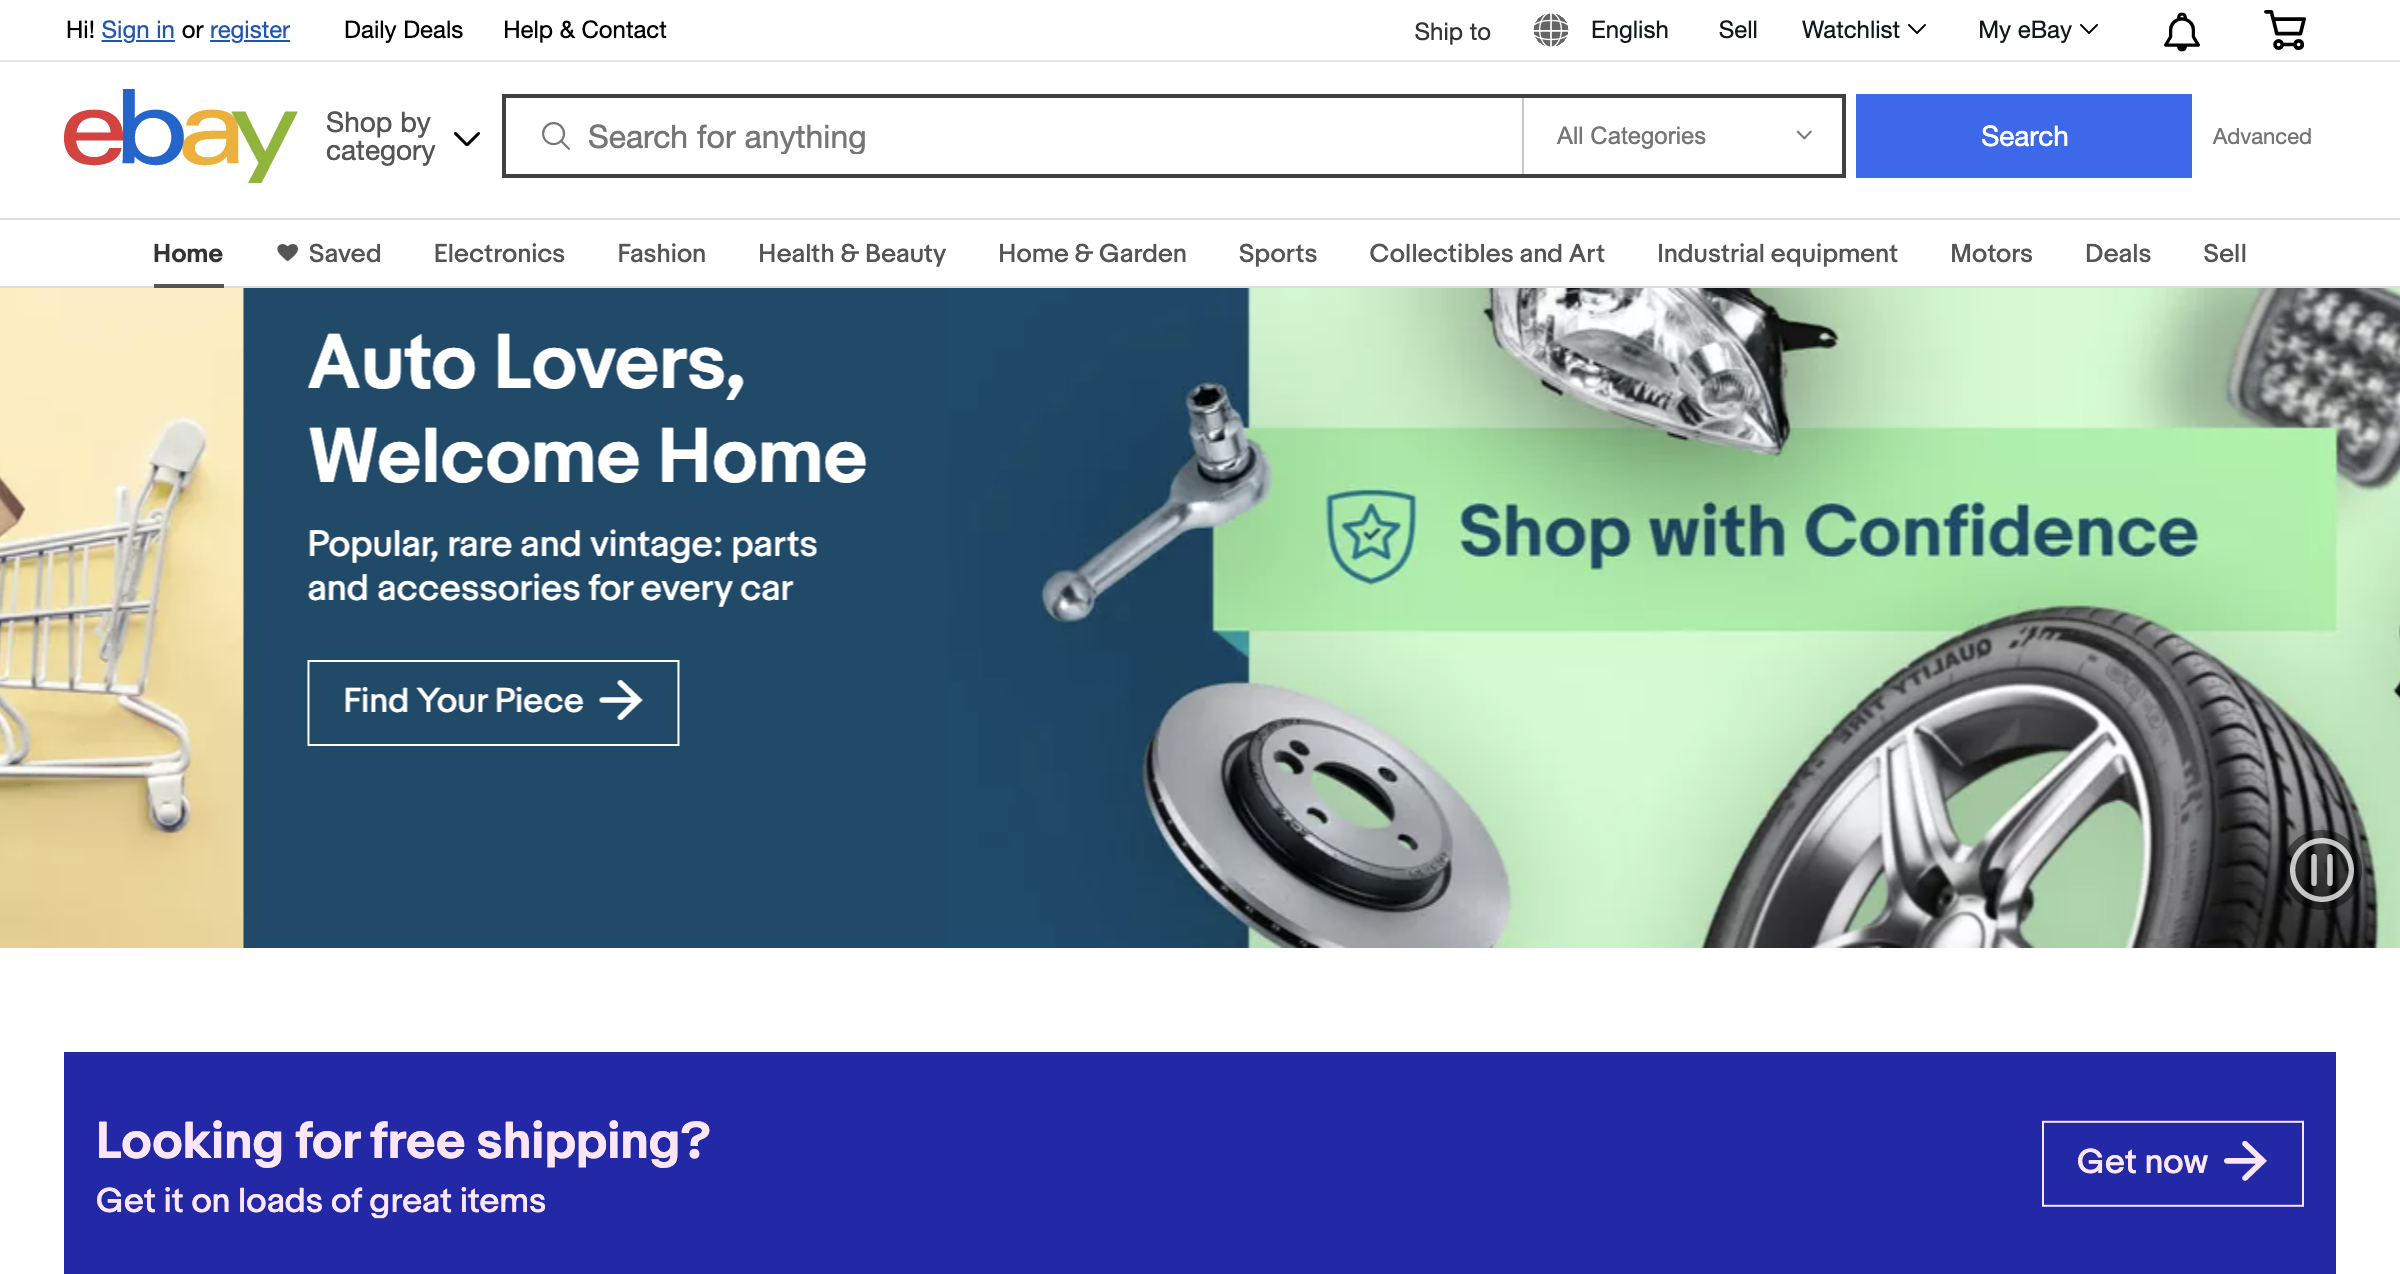 Hi! Sign in or register Daily Deals Help & Contact Ship to English Sell Watchlist My eBay
ebay
Shop by
category
Search for anything All Categories Search Advanced
Home Saved Electronics Fashion Health & Beauty Home & Garden Sports Collectibles and Art Industrial equipment Motors Deals Sell
Auto Lovers,
Welcome Home
Popular, rare and vintage: parts
and accessories for every car
Find Your Piece
Shop with Confidence
QUALITY TIRE
Looking for free shipping?
Get it on loads of great items
Get now